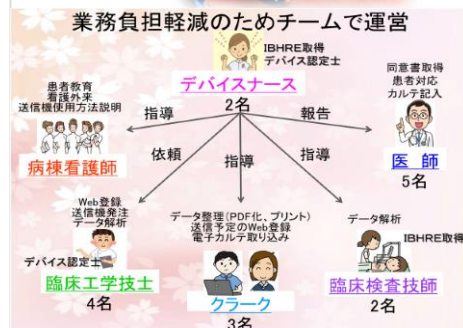 業務負担軽減のためチームで運営
IBHRE取得
デバイス認定士
デバイスナース
2名
患者教育
看護外来
送信機使用方法説明
病棟看護師
指導
報告
同意書取得
患者対応
カルテ記入
医師
5名
依頼
指導
指導
Web登録
送信機発注
データ解析
デバイス認定士
臨床工学技士
4名
データ整理(PDF化、プリント)
送信予定のWeb登録
電子カルテ取り込み
クラーク
3名
データ解析
IBHRE取得
臨床検査技師
2名